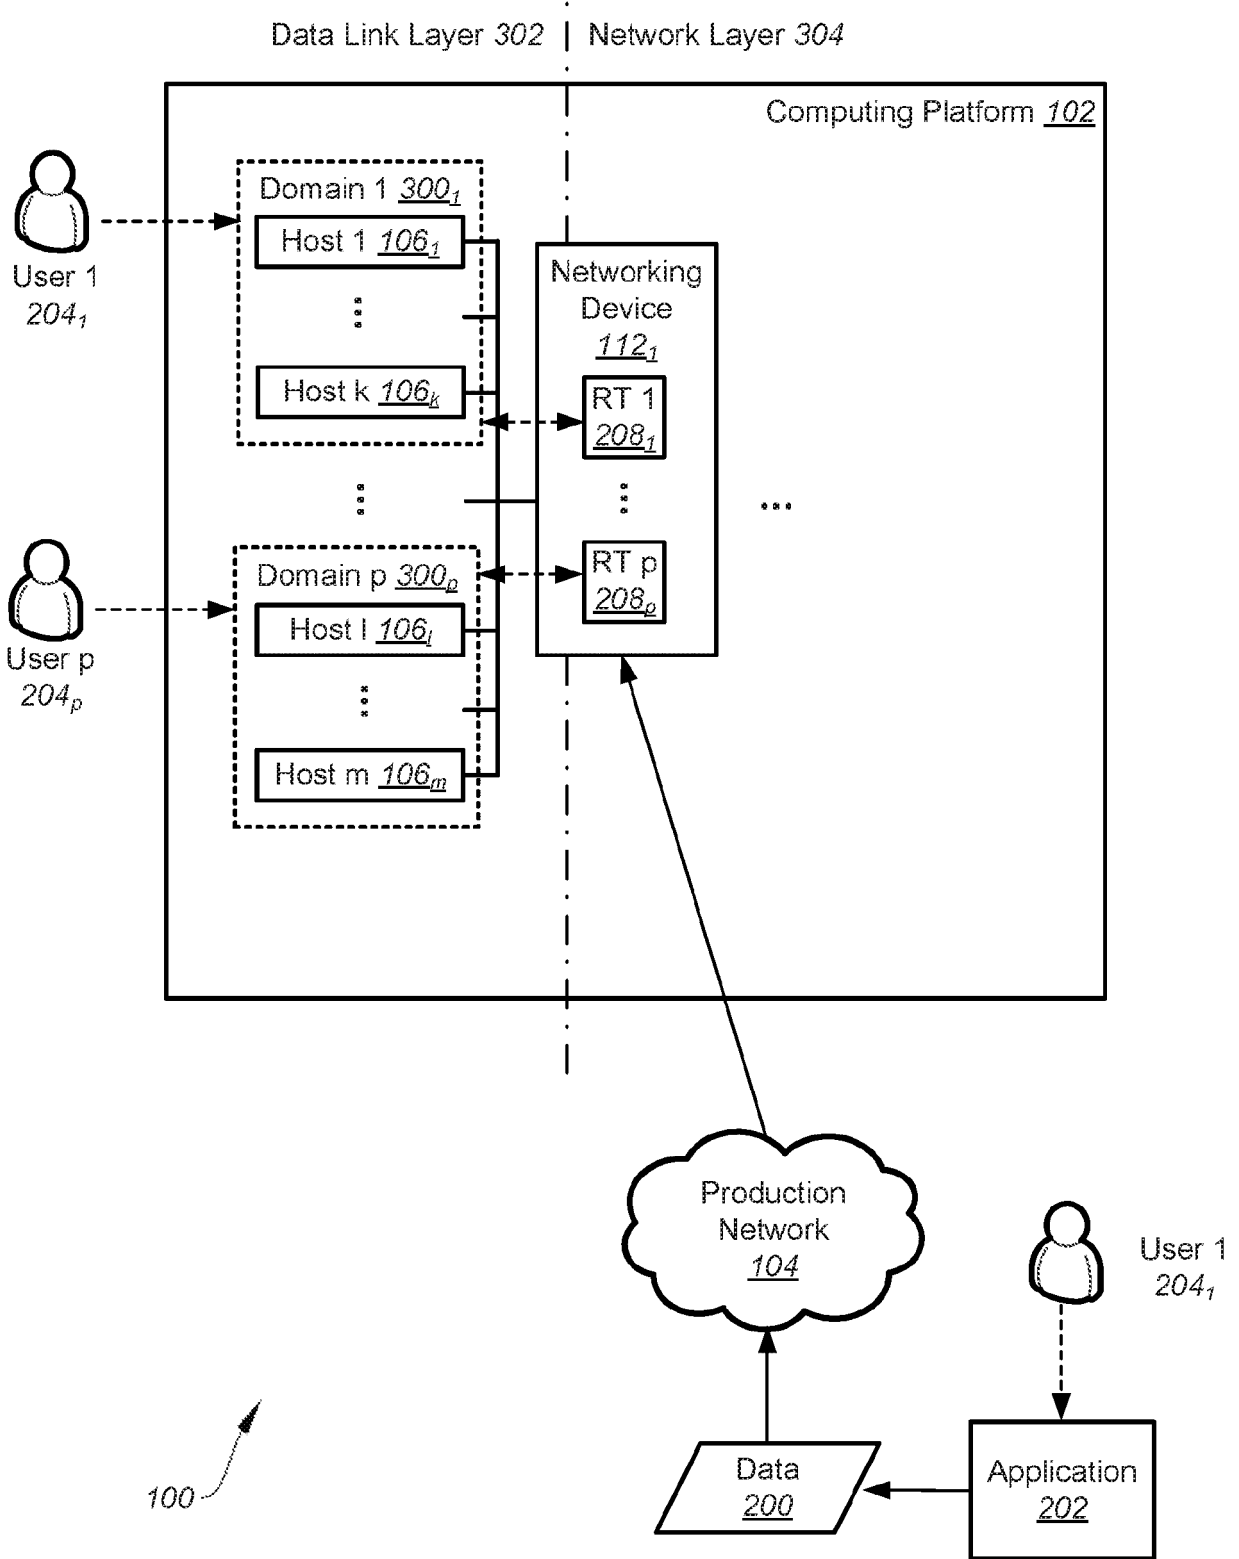 Data Link Layer 302
Network Layer 304
Computing Platform 102
Domain 1 300₁
Host 1 106₁
Host k 106ₖ
User 1
204₁
Networking
Device
112₁
RT 1
208₁
RT p
208ₚ
...
Domain p 300ₚ
Host l 106ₗ
Host m 106ₘ
User p
204ₚ
Production
Network
104
User 1
204₁
Data
200
Application
202
100